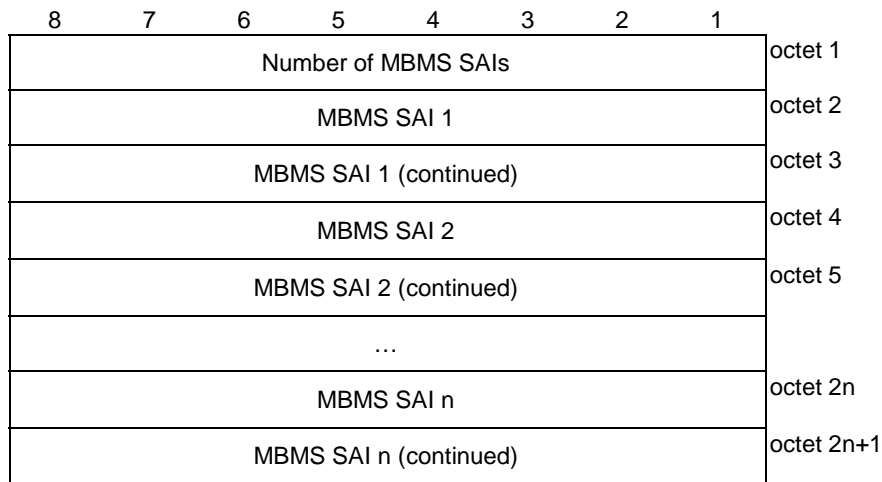 8 7 6 5 4 3 2 1
Number of MBMS SAIs octet 1
MBMS SAI 1 octet 2
MBMS SAI 1 (continued) octet 3
MBMS SAI 2 octet 4
MBMS SAI 2 (continued) octet 5
…
MBMS SAI n octet 2n
MBMS SAI n (continued) octet 2n+1